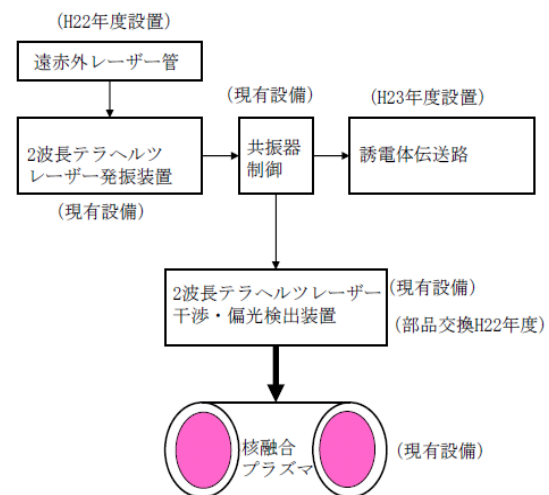 (H22年度設置)
遠赤外レーザー管
(現有設備)
(H23年度設置)
2波長テラヘルツ
レーザー発振装置
共振器
制御
誘電体伝送路
(現有設備)
2波長テラヘルツレーザー
干渉・偏光検出装置
(現有設備)
(部品交換H22年度)
核融合
プラズマ
(現有設備)